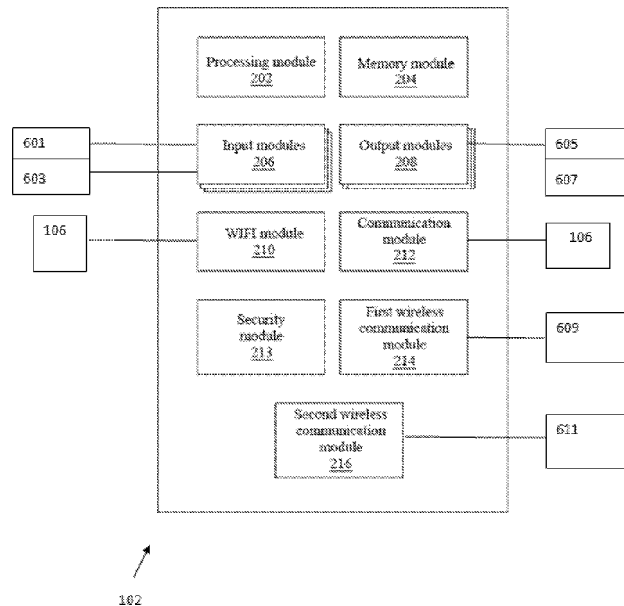 Processing module
202
Memory module
204
601
603
Input modules
206
Output modules
208
605
607
106
WIFI module
210
Communication
module
212
106
Security
module
213
First wireless
communication
module
214
609
Second wireless
communication
module
216
611
102